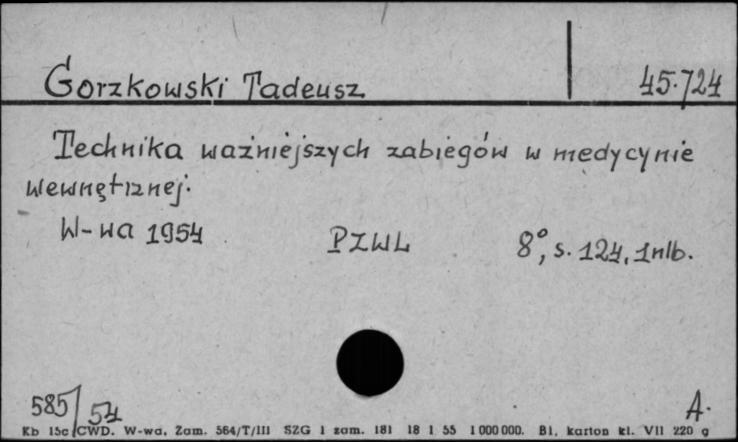 Gorzkowski Tadeusz 45.724
Technika ważniejszych zabiegów w medycynie
wewnętrznej.
W-wa 1954 PZWL 8°, s. 124, 1 nlb.
585/54 A.
Kb 15c CWD. W-wa, Zam. 564/T/III SZG 1 zam. 181 18 1 55 1 000 000. Bl. karton kl. VII 220 g